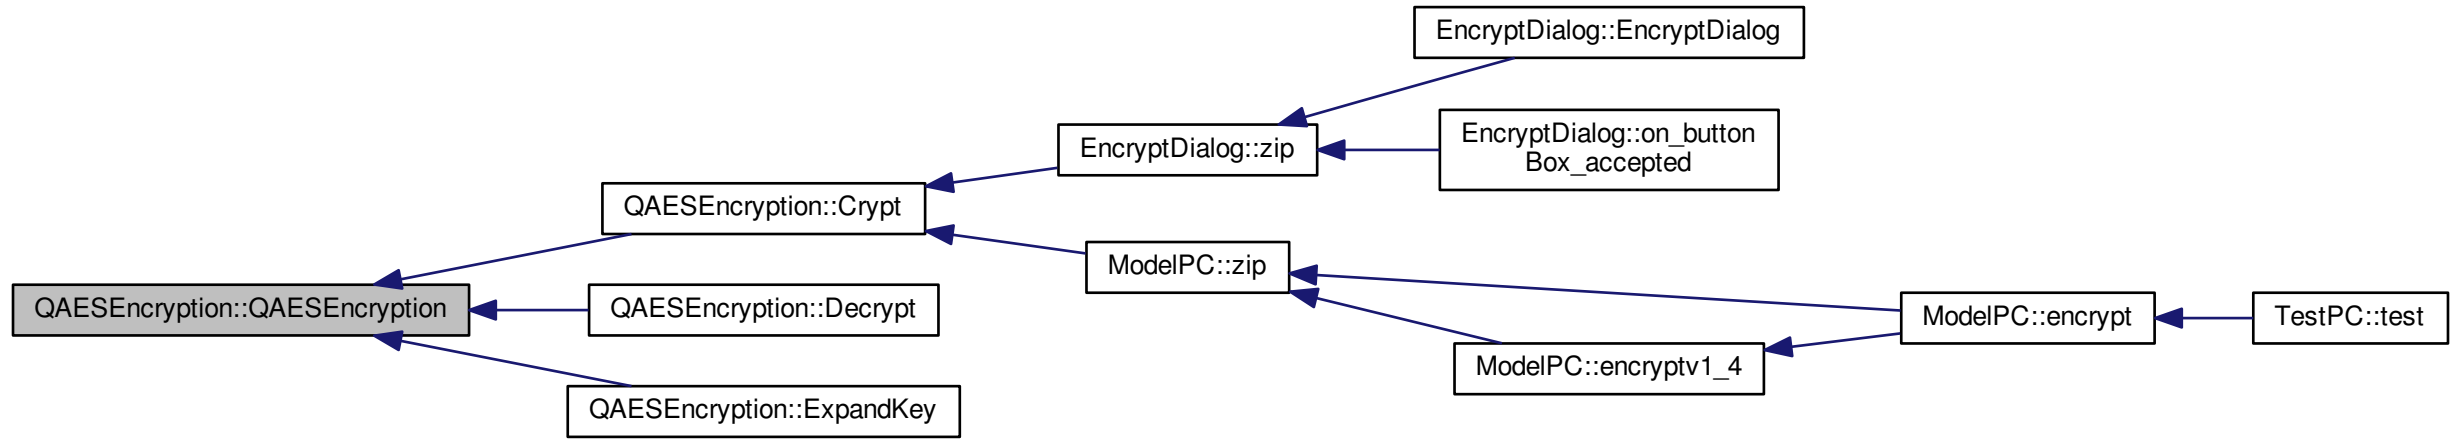 EncryptDialog::EncryptDialog
EncryptDialog::on_button
Box_accepted
EncryptDialog::zip
QAESEncryption::Crypt
ModelPC::zip
QAESEncryption::QAESEncryption
QAESEncryption::Decrypt
ModelPC::encrypt
TestPC::test
ModelPC::encryptv1_4
QAESEncryption::ExpandKey